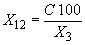 X₁₂ = C 100 / X₃